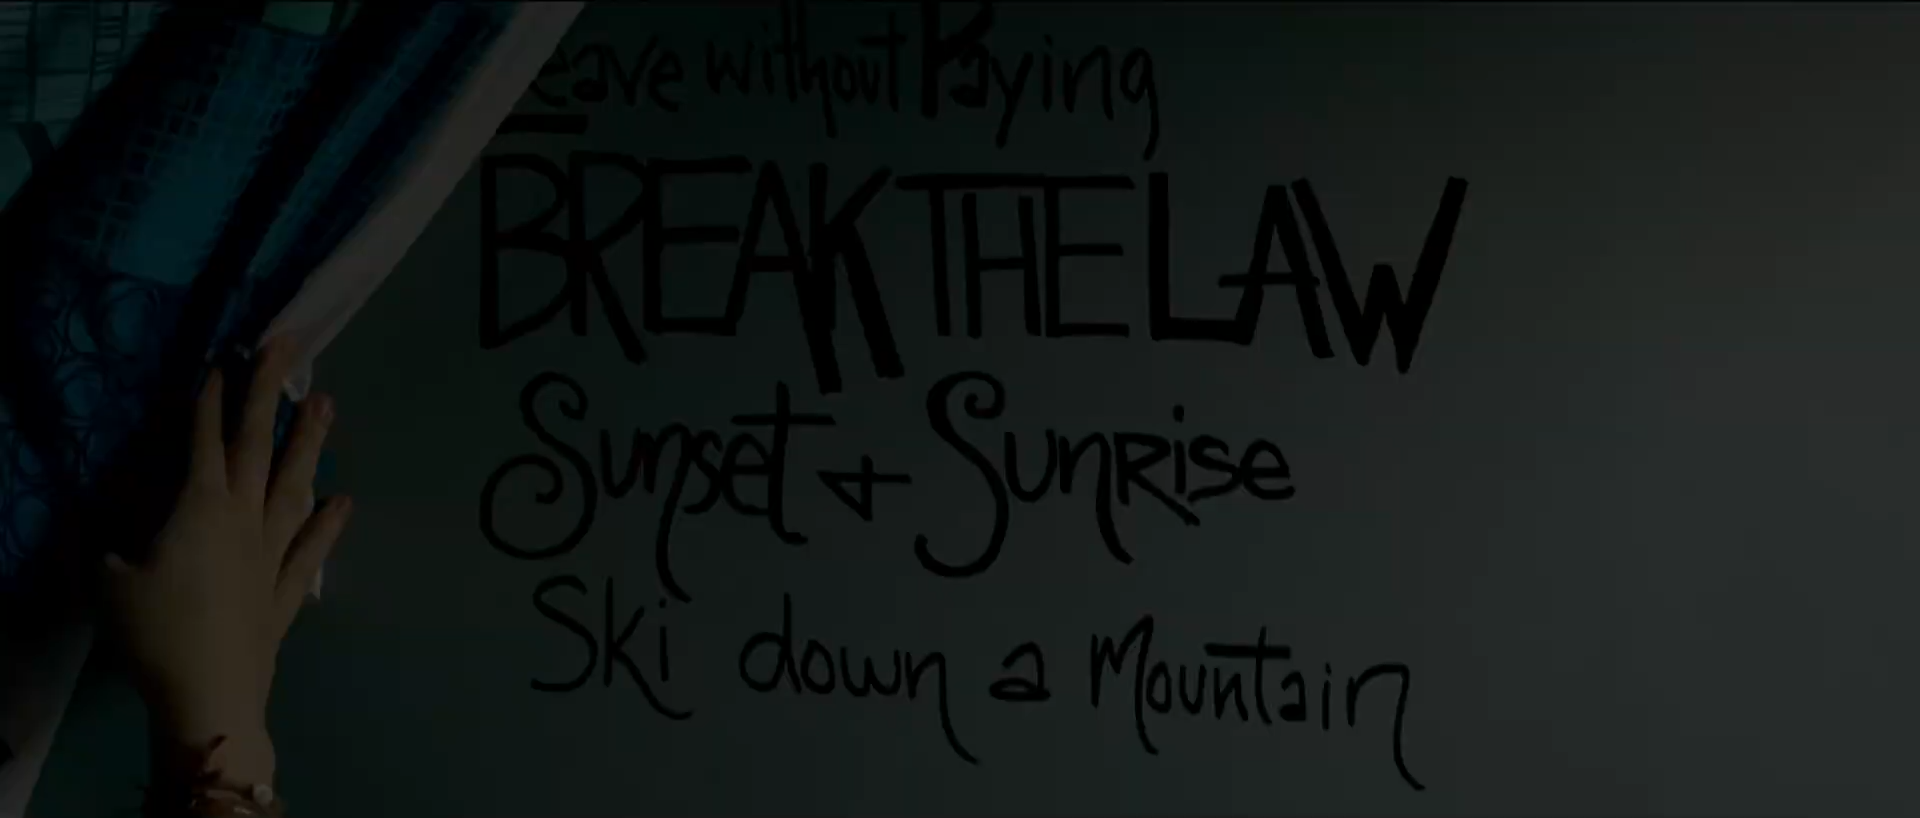 Leave without Paying
BREAK THE LAW
Sunset + Sunrise
Ski down a Mountain